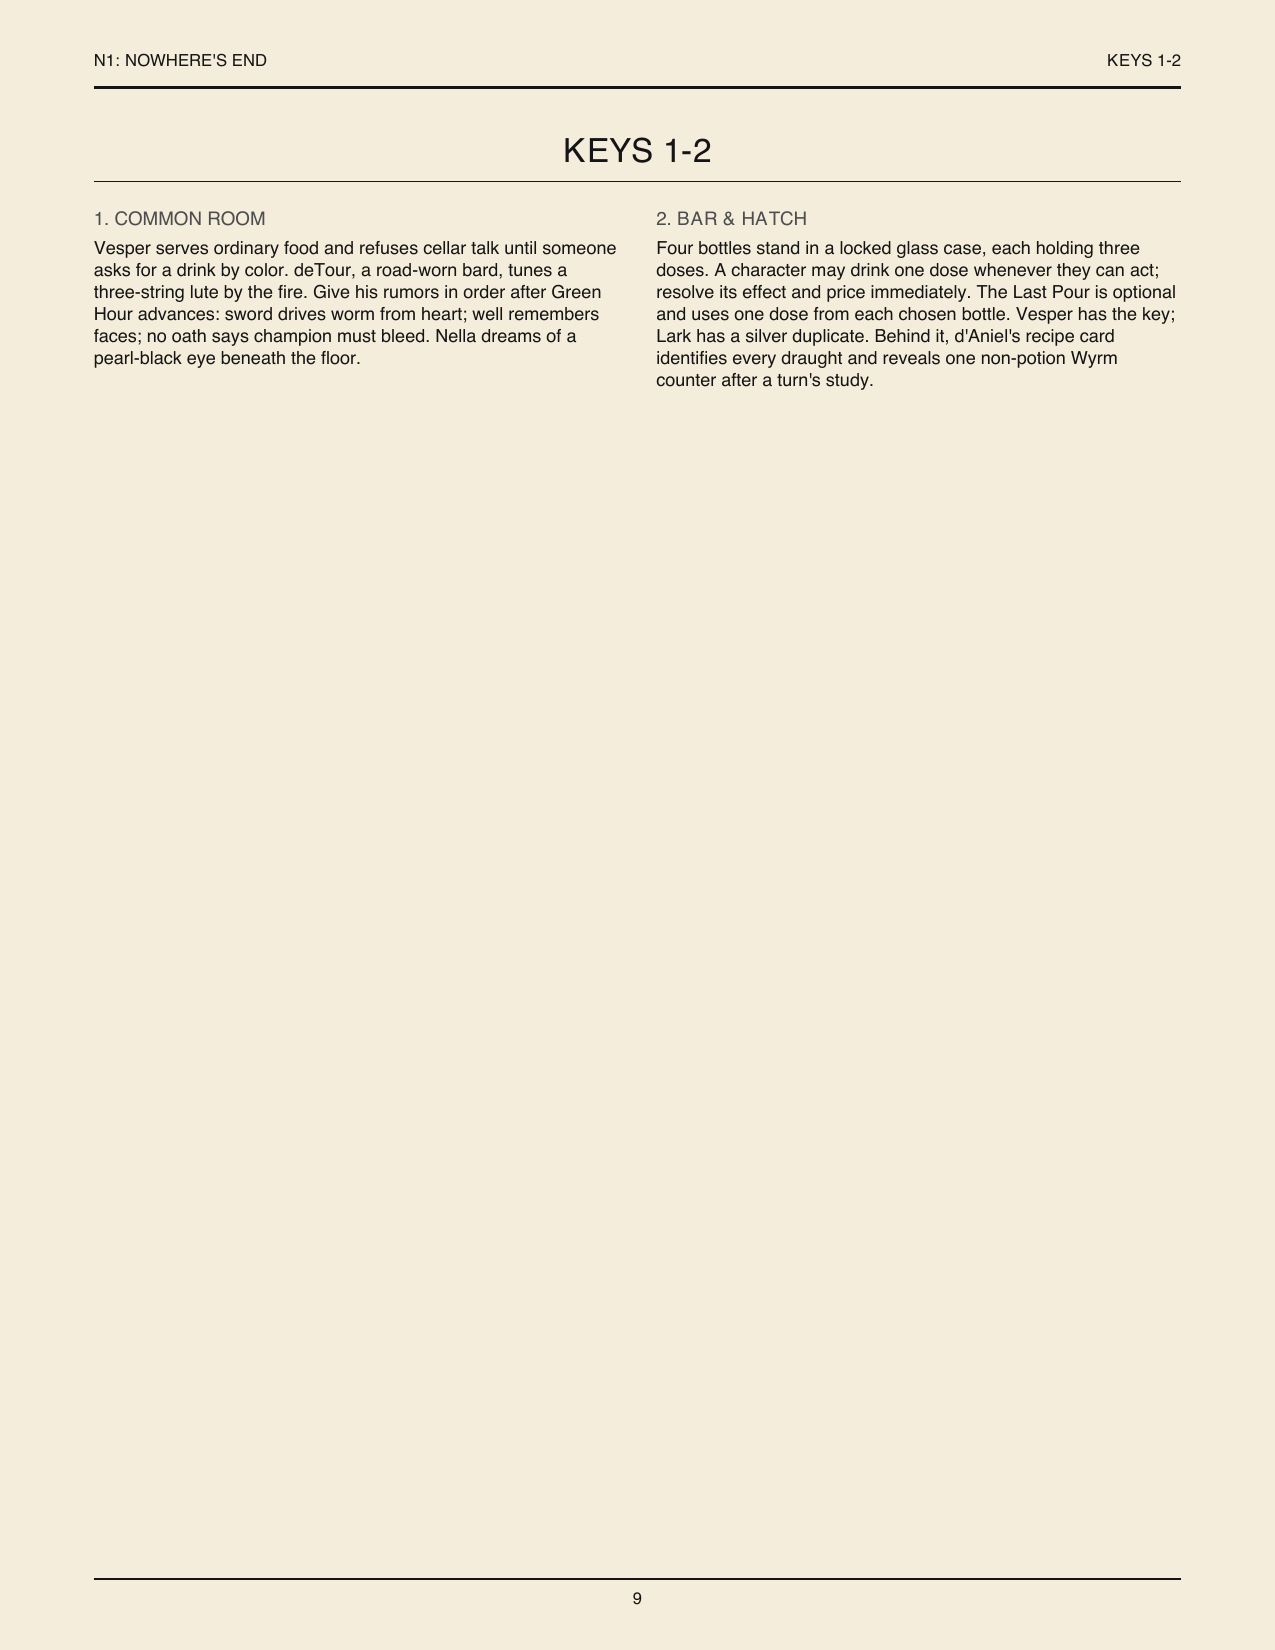 N1: NOWHERE'S END
KEYS 1-2
KEYS 1-2
1. COMMON ROOM
Vesper serves ordinary food and refuses cellar talk until someone
asks for a drink by color. deTour, a road-worn bard, tunes a
three-string lute by the fire. Give his rumors in order after Green
Hour advances: sword drives worm from heart; well remembers
faces; no oath says champion must bleed. Nella dreams of a
pearl-black eye beneath the floor.
2. BAR & HATCH
Four bottles stand in a locked glass case, each holding three
doses. A character may drink one dose whenever they can act;
resolve its effect and price immediately. The Last Pour is optional
and uses one dose from each chosen bottle. Vesper has the key;
Lark has a silver duplicate. Behind it, d'Aniel's recipe card
identifies every draught and reveals one non-potion Wyrm
counter after a turn's study.
9